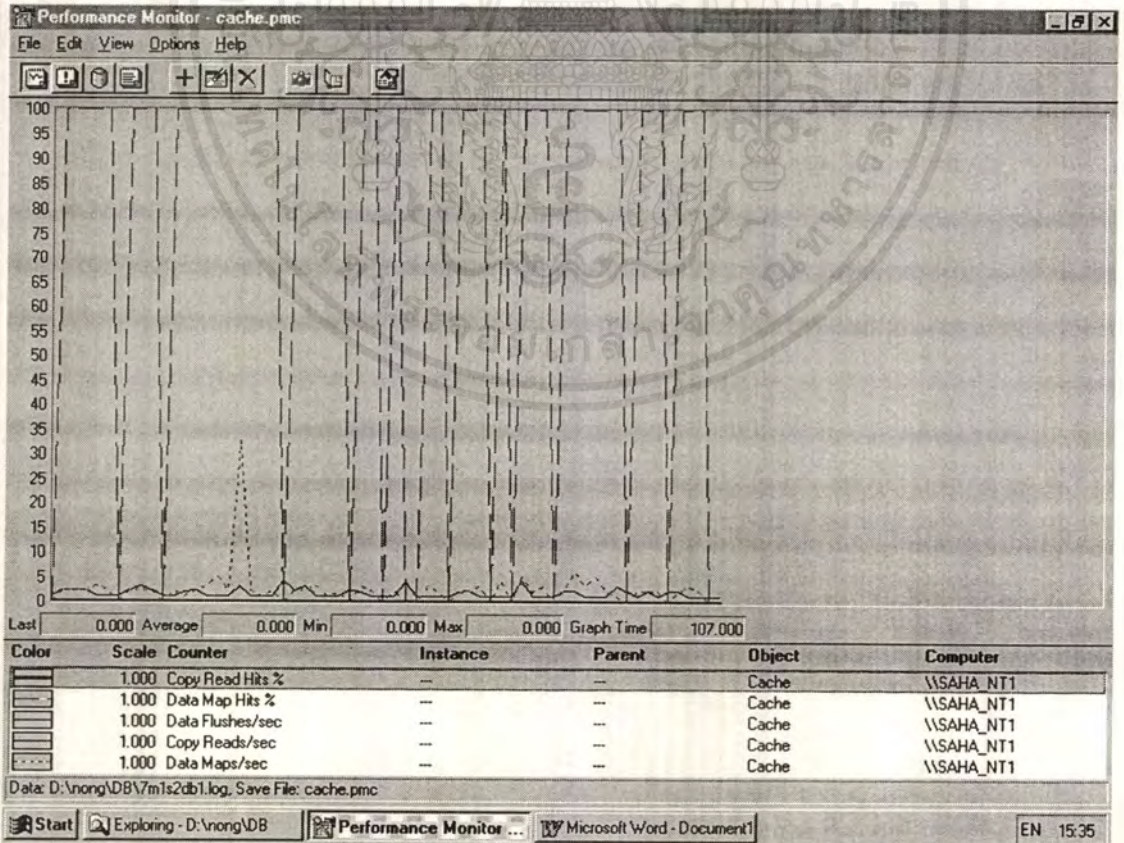 Performance Monitor - cache.pmc
File Edit View Options Help
100
95
90
85
80
75
70
65
60
55
50
45
40
35
30
25
20
15
10
5
0
Last 0.000 Average 0.000 Min 0.000 Max 0.000 Graph Time 107.000
Color Scale Counter Instance Parent Object Computer
1.000 Copy Read Hits % --- --- Cache \\SAHA_NT1
1.000 Data Map Hits % --- --- Cache \\SAHA_NT1
1.000 Data Flushes/sec --- --- Cache \\SAHA_NT1
1.000 Copy Reads/sec --- --- Cache \\SAHA_NT1
1.000 Data Maps/sec --- --- Cache \\SAHA_NT1
Data: D:\nong\DB\7m1s2db1.log, Save File: cache.pmc
Start Exploring - D:\nong\DB Performance Monitor ... Microsoft Word - Document1 EN 15:35